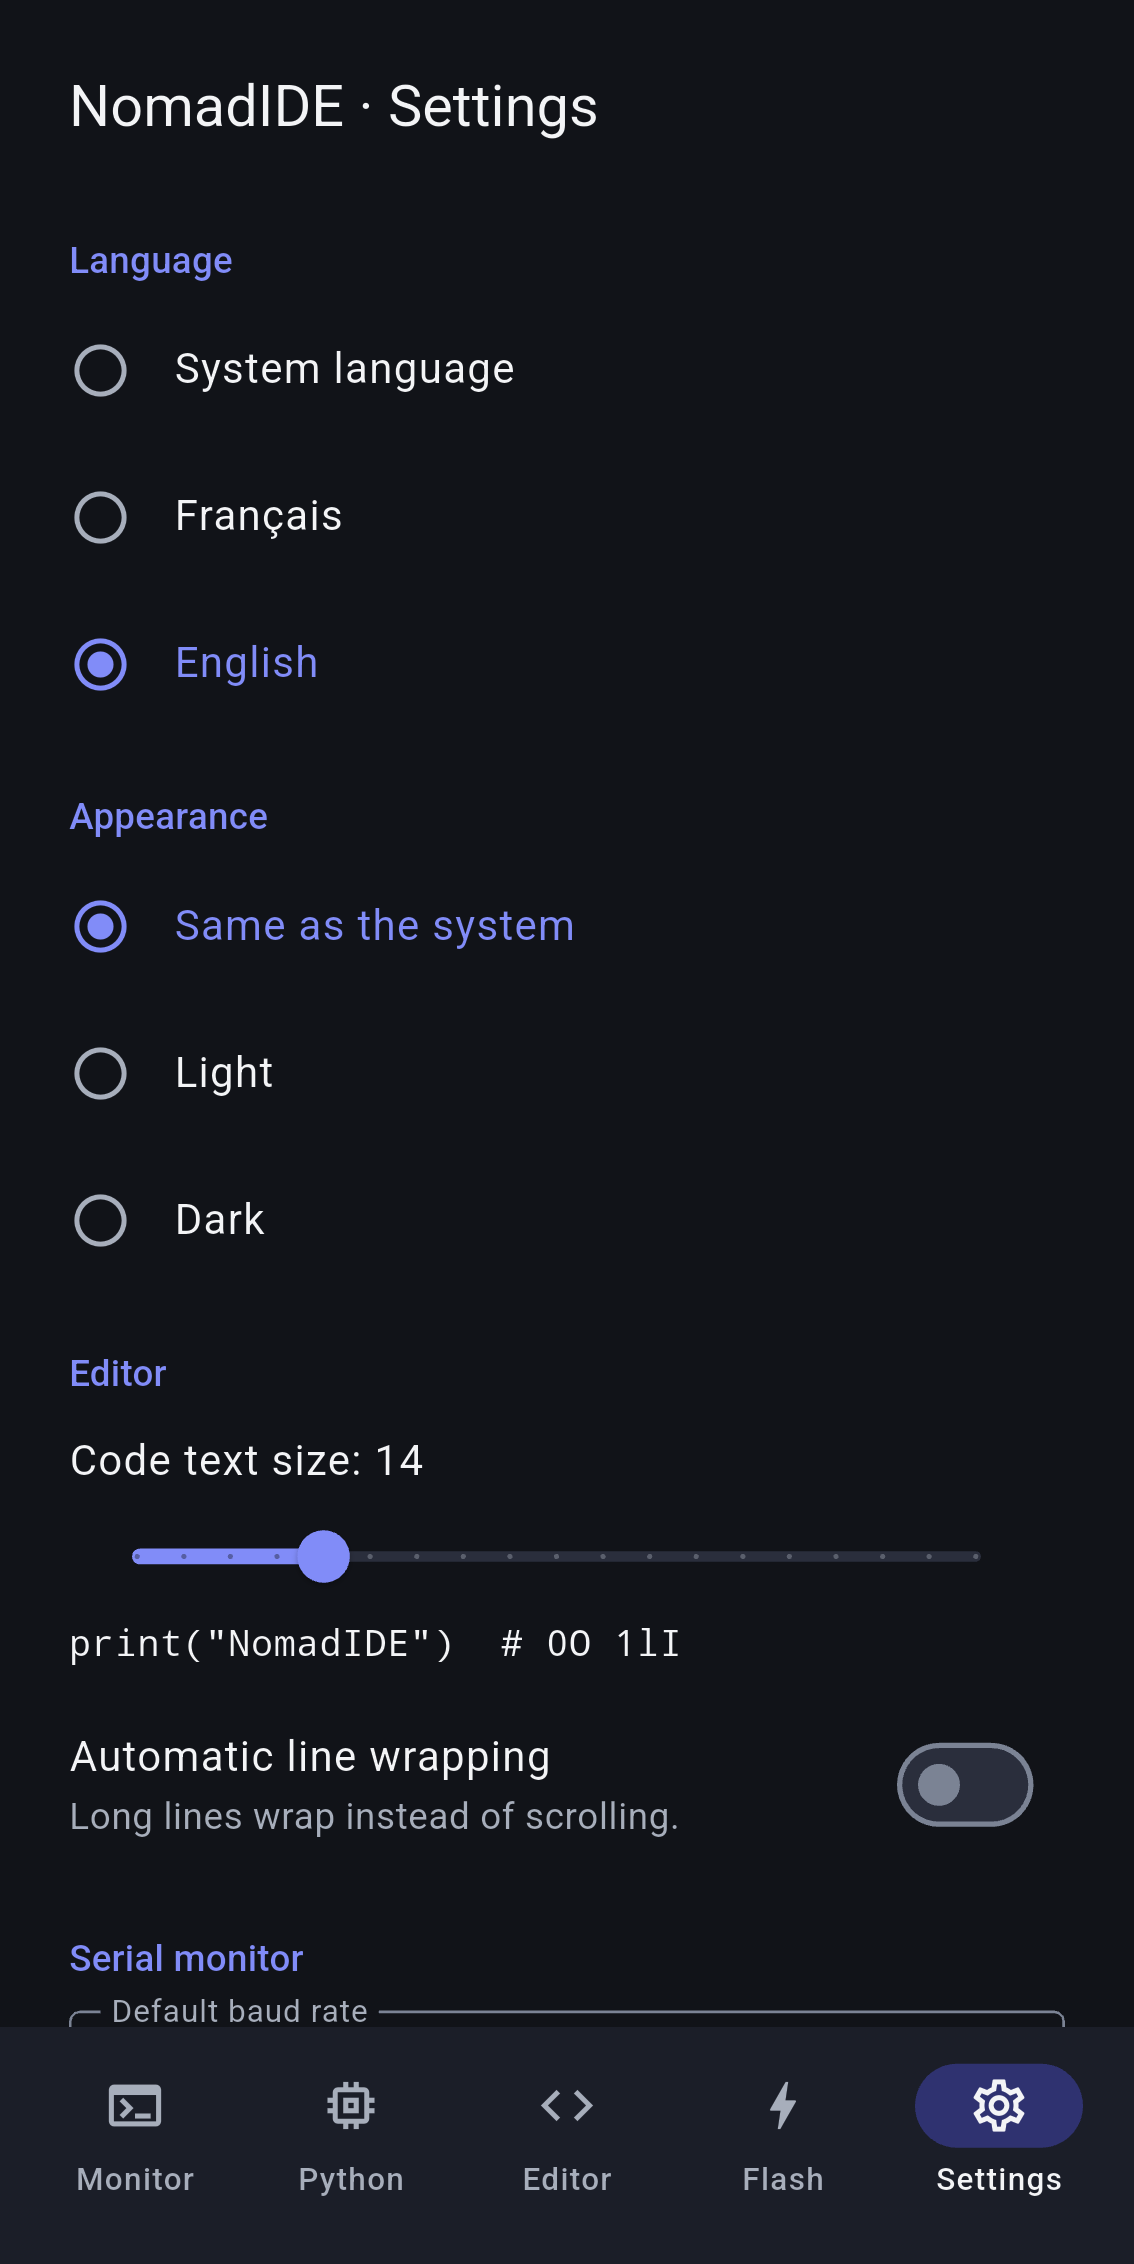 NomadIDE · Settings
Language
System language
Français
English
Appearance
Same as the system
Light
Dark
Editor
Code text size: 14
print("NomadIDE")  # 0O 1lI
Automatic line wrapping
Long lines wrap instead of scrolling.
Serial monitor
Default baud rate
Monitor
Python
Editor
Flash
Settings